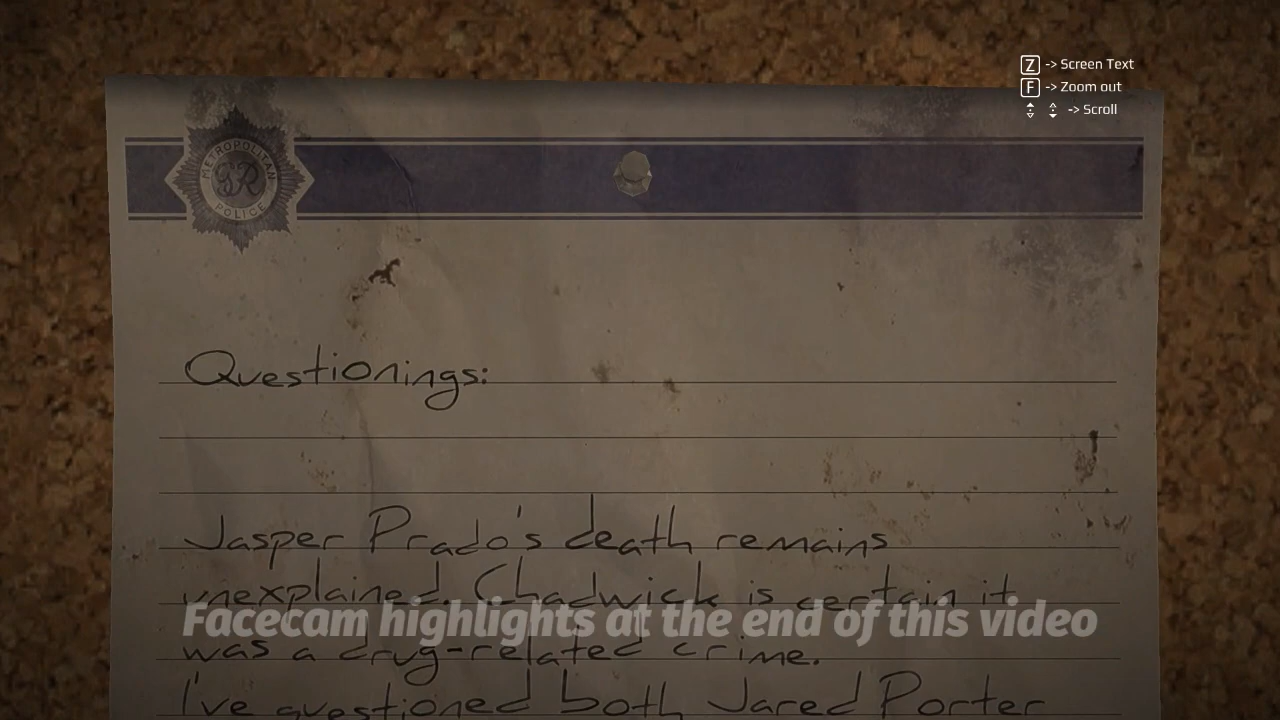 Z -> Screen Text
F -> Zoom out
-> Scroll
METROPOLITAN
GR
POLICE
Questionings:
Jasper Prado's death remains
unexplained. Chadwick is certain it
Facecam highlights at the end of this video
was a drug-related crime.
I've questioned both Jared Porter